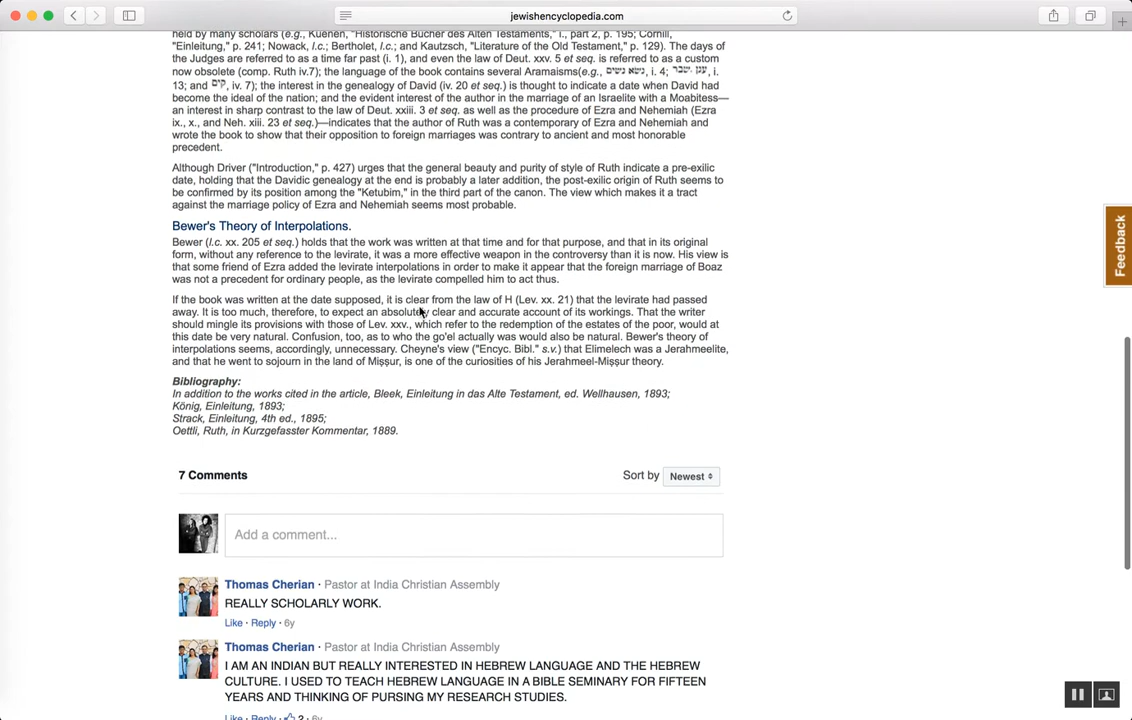 jewishencyclopedia.com
held by many scholars (e.g., Kuenen, "Historische Bücher des Alten Testaments," i., part 2, p. 195; Cornill,
"Einleitung," p. 241; Nowack, l.c.; Bertholet, l.c.; and Kautzsch, "Literature of the Old Testament," p. 129). The days of
the Judges are referred to as a time far past (i. 1), and even the law of Deut. xxv. 5 et seq. is referred to as a custom
now obsolete (comp. Ruth iv.7); the language of the book contains several Aramaisms(e.g., נשא נשים, i. 4; שבר, i.
13; and קים, iv. 7); the interest in the genealogy of David (iv. 20 et seq.) is thought to indicate a date when David had
become the ideal of the nation; and the evident interest of the author in the marriage of an Israelite with a Moabitess—
an interest in sharp contrast to the law of Deut. xxiii. 3 et seq. as well as the procedure of Ezra and Nehemiah (Ezra
ix., x., and Neh. xiii. 23 et seq.)—indicates that the author of Ruth was a contemporary of Ezra and Nehemiah and
wrote the book to show that their opposition to foreign marriages was contrary to ancient and most honorable
precedent.
Although Driver ("Introduction," p. 427) urges that the general beauty and purity of style of Ruth indicate a pre-exilic
date, holding that the Davidic genealogy at the end is probably a later addition, the post-exilic origin of Ruth seems to
be confirmed by its position among the "Ketubim," in the third part of the canon. The view which makes it a tract
against the marriage policy of Ezra and Nehemiah seems most probable.
Bewer's Theory of Interpolations.
Bewer (l.c. xx. 205 et seq.) holds that the work was written at that time and for that purpose, and that in its original
form, without any reference to the levirate, it was a more effective weapon in the controversy than it is now. His view is
that some friend of Ezra added the levirate interpolations in order to make it appear that the foreign marriage of Boaz
was not a precedent for ordinary people, as the levirate compelled him to act thus.
If the book was written at the date supposed, it is clear from the law of H (Lev. xx. 21) that the levirate had passed
away. It is too much, therefore, to expect an absolutely clear and accurate account of its workings. That the writer
should mingle its provisions with those of Lev. xxv., which refer to the redemption of the estates of the poor, would at
this date be very natural. Confusion, too, as to who the go'el actually was would also be natural. Bewer's theory of
interpolations seems, accordingly, unnecessary. Cheyne's view ("Encyc. Bibl." s.v.) that Elimelech was a Jerahmeelite,
and that he went to sojourn in the land of Miṣṣur, is one of the curiosities of his Jerahmeel-Miṣṣur theory.
Bibliography:
In addition to the works cited in the article, Bleek, Einleitung in das Alte Testament, ed. Wellhausen, 1893;
König, Einleitung, 1893;
Strack, Einleitung, 4th ed., 1895;
Oettli, Ruth, in Kurzgefasster Kommentar, 1889.
Feedback
7 Comments Sort by Newest
Add a comment...
Thomas Cherian · Pastor at India Christian Assembly
REALLY SCHOLARLY WORK.
Like · Reply · 6y
Thomas Cherian · Pastor at India Christian Assembly
I AM AN INDIAN BUT REALLY INTERESTED IN HEBREW LANGUAGE AND THE HEBREW
CULTURE. I USED TO TEACH HEBREW LANGUAGE IN A BIBLE SEMINARY FOR FIFTEEN
YEARS AND THINKING OF PURSING MY RESEARCH STUDIES.
Like · Reply · 2 · 6y